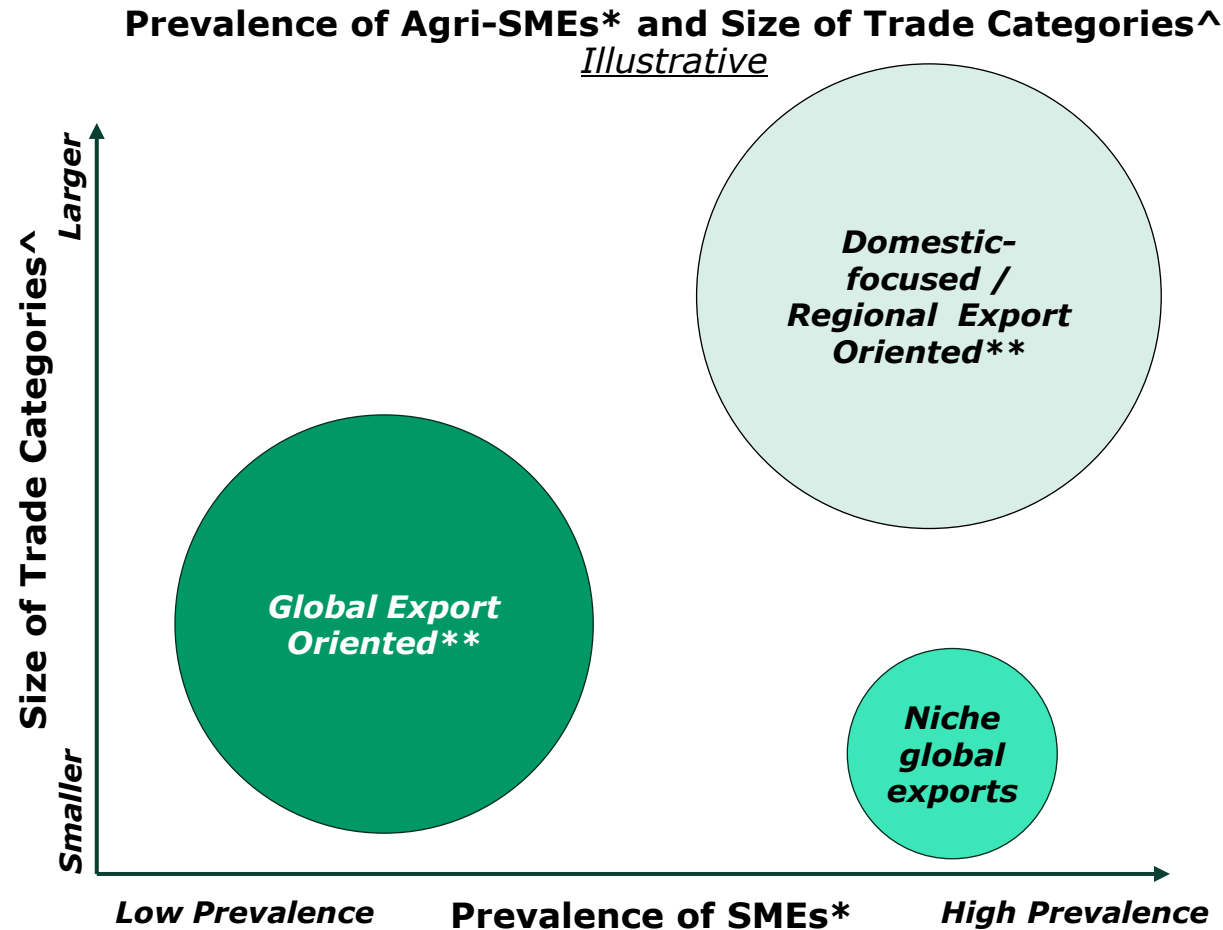 Prevalence of Agri-SMEs* and Size of Trade Categories^
Illustrative
Larger
Size of Trade Categories^
Smaller
Domestic-
focused /
Regional Export
Oriented**
Global Export
Oriented**
Niche
global
exports
Low Prevalence
Prevalence of SMEs*
High Prevalence